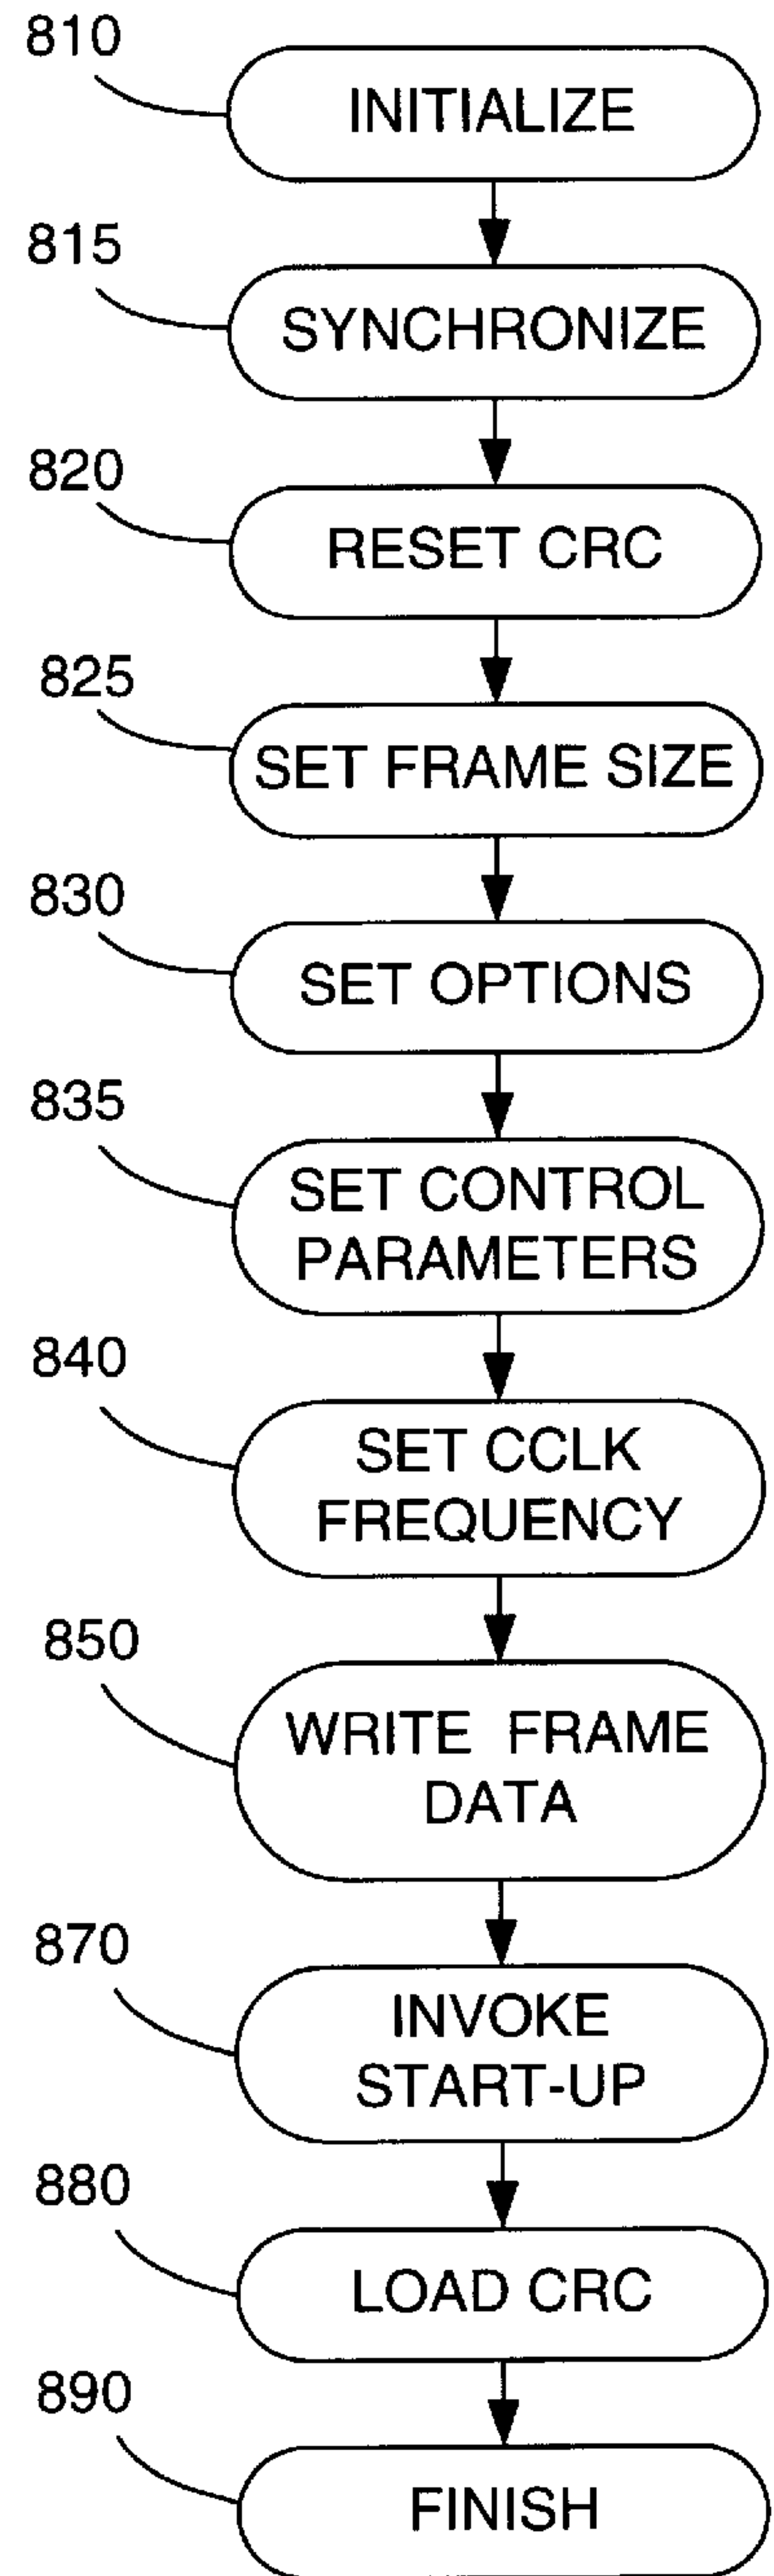 810
INITIALIZE
815
SYNCHRONIZE
820
RESET CRC
825
SET FRAME SIZE
830
SET OPTIONS
835
SET CONTROL
PARAMETERS
840
SET CCLK
FREQUENCY
850
WRITE FRAME
DATA
870
INVOKE
START-UP
880
LOAD CRC
890
FINISH